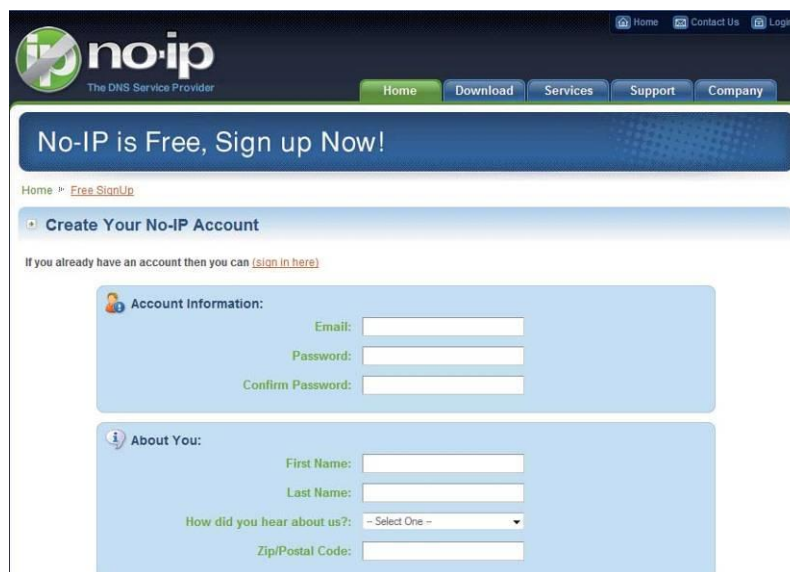 Home Contact Us Login
ip no·ip
The DNS Service Provider
Home Download Services Support Company
No-IP is Free, Sign up Now!
Home Free SignUp
Create Your No-IP Account
If you already have an account then you can (sign in here)
Account Information:
Email:
Password:
Confirm Password:
About You:
First Name:
Last Name:
How did you hear about us?: -- Select One --
Zip/Postal Code: